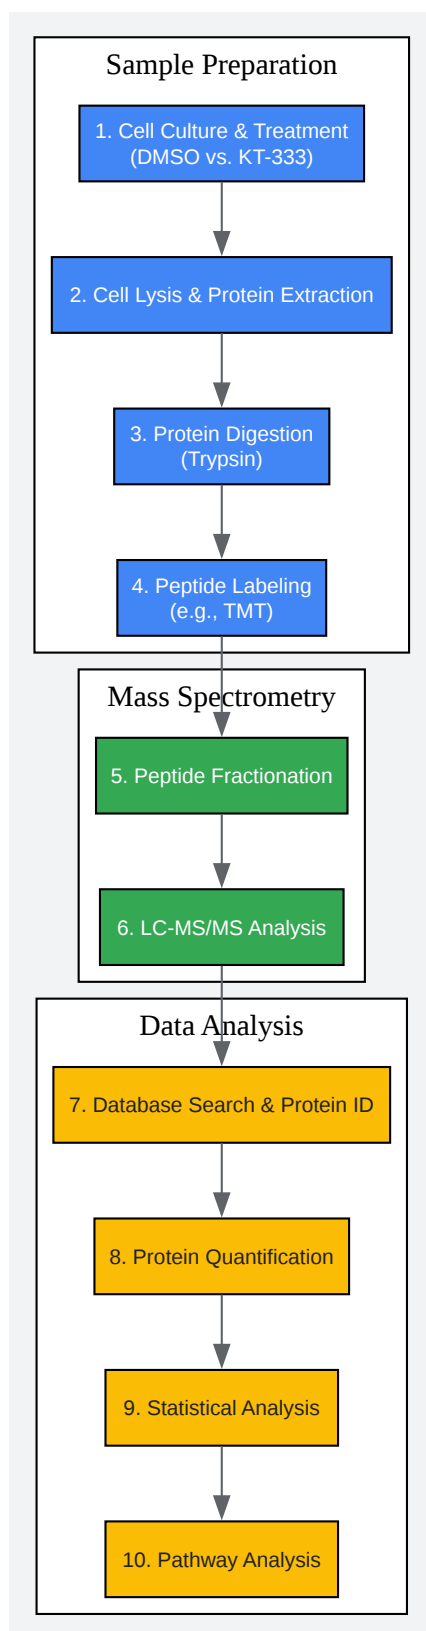 Sample Preparation
1. Cell Culture & Treatment
(DMSO vs. KT-333)
2. Cell Lysis & Protein Extraction
3. Protein Digestion
(Trypsin)
4. Peptide Labeling
(e.g., TMT)
Mass Spectrometry
5. Peptide Fractionation
6. LC-MS/MS Analysis
Data Analysis
7. Database Search & Protein ID
8. Protein Quantification
9. Statistical Analysis
10. Pathway Analysis